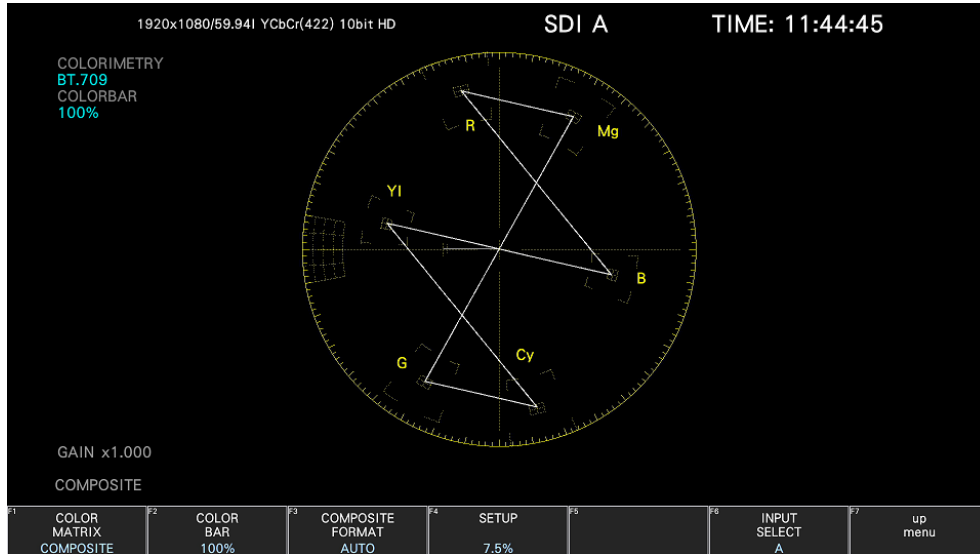 1920x1080/59.94I YCbCr(422) 10bit HD SDI A TIME: 11:44:45
COLORIMETRY
BT.709
COLORBAR
100%
R
Mg
YI
B
G
Cy
GAIN x1.000
COMPOSITE
F1 COLOR MATRIX COMPOSITE
F2 COLOR BAR 100%
F3 COMPOSITE FORMAT AUTO
F4 SETUP 7.5%
F5
F6 INPUT SELECT A
F7 up menu